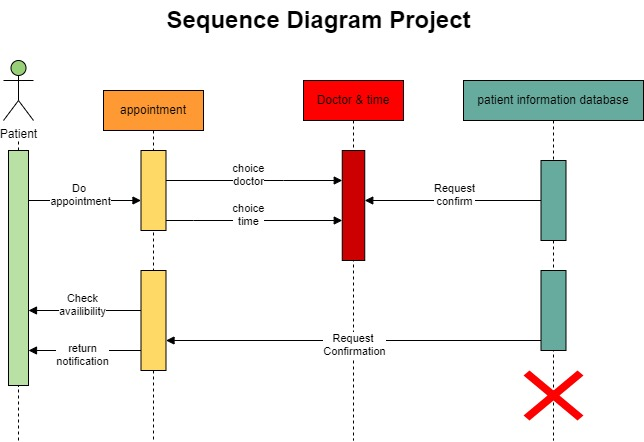 Sequence Diagram Project
Patient
appointment
Doctor & time
patient information database
Do
appointment
choice
doctor
choice
time
Request
confirm
Check
availibility
return
notification
Request
Confirmation